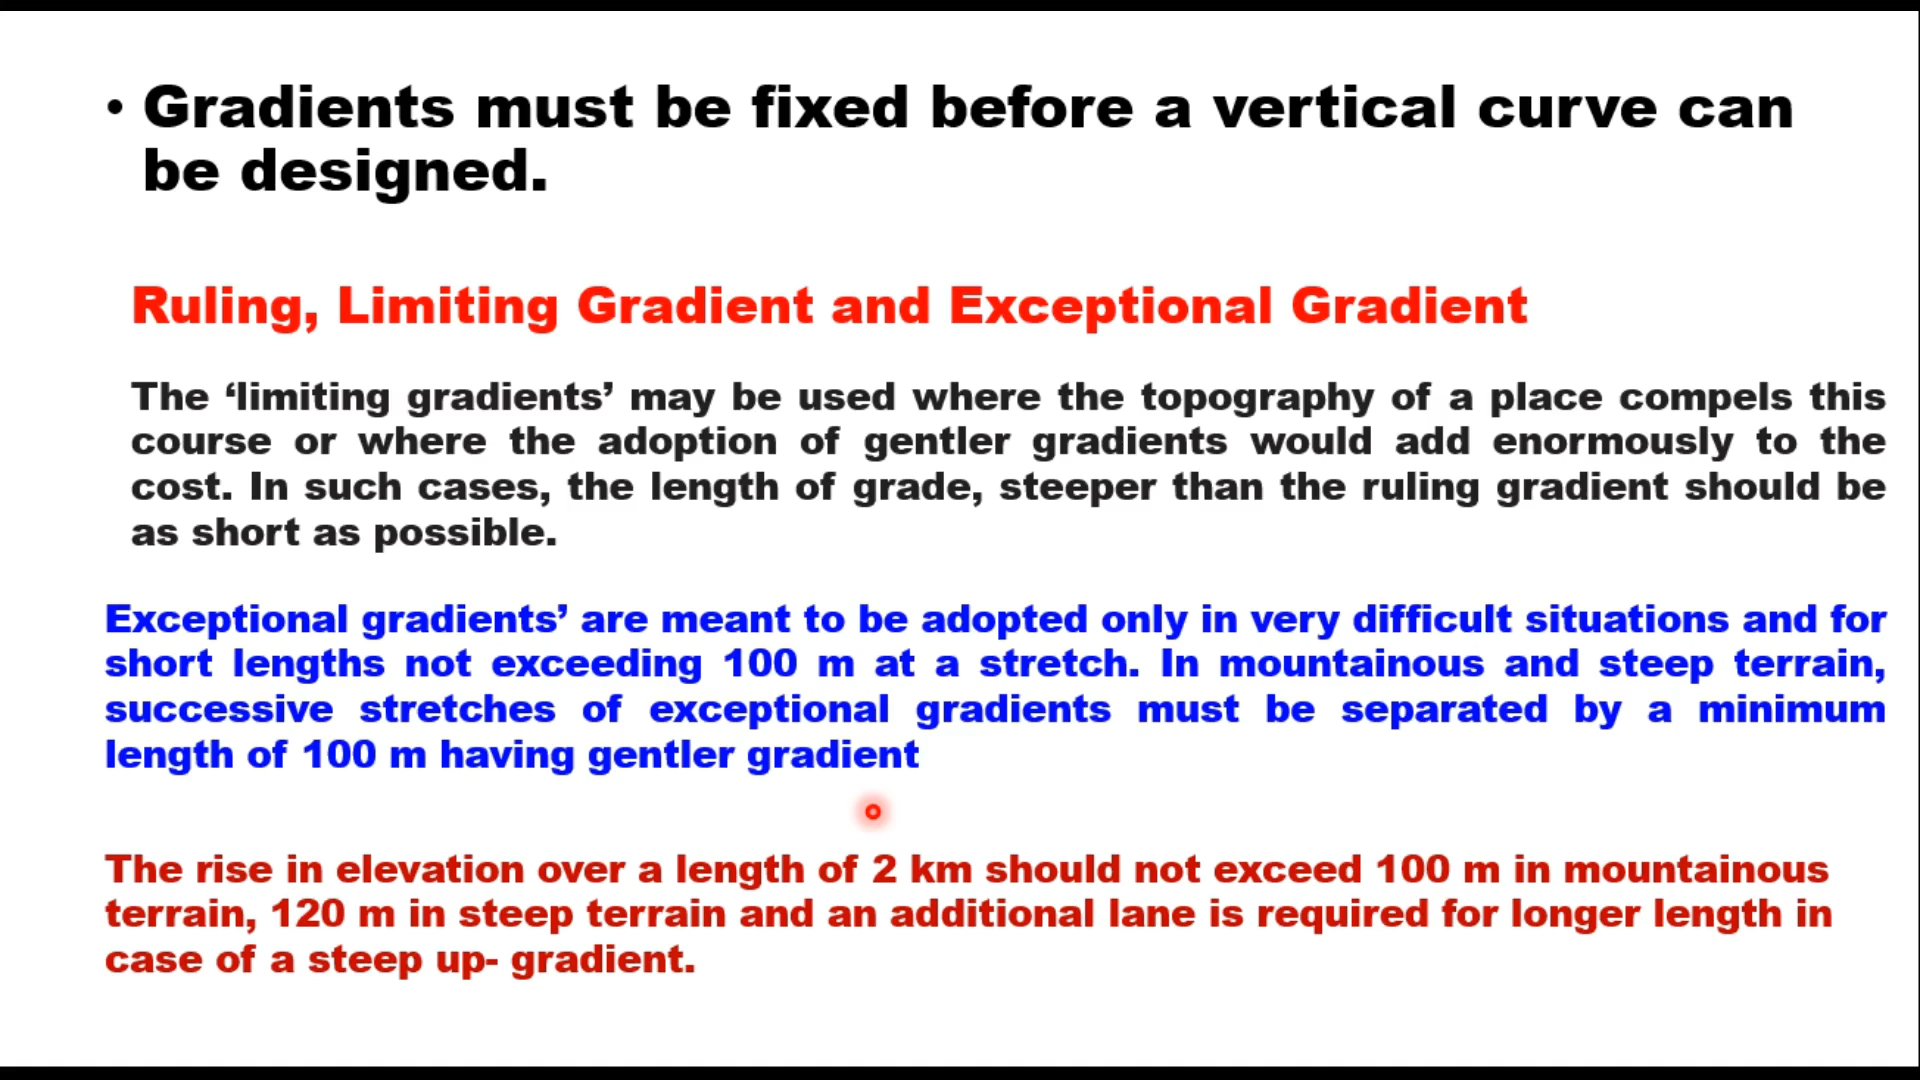 • Gradients must be fixed before a vertical curve can
be designed.
Ruling, Limiting Gradient and Exceptional Gradient
The ‘limiting gradients’ may be used where the topography of a place compels this
course or where the adoption of gentler gradients would add enormously to the
cost. In such cases, the length of grade, steeper than the ruling gradient should be
as short as possible.
Exceptional gradients’ are meant to be adopted only in very difficult situations and for
short lengths not exceeding 100 m at a stretch. In mountainous and steep terrain,
successive stretches of exceptional gradients must be separated by a minimum
length of 100 m having gentler gradient
The rise in elevation over a length of 2 km should not exceed 100 m in mountainous
terrain, 120 m in steep terrain and an additional lane is required for longer length in
case of a steep up- gradient.